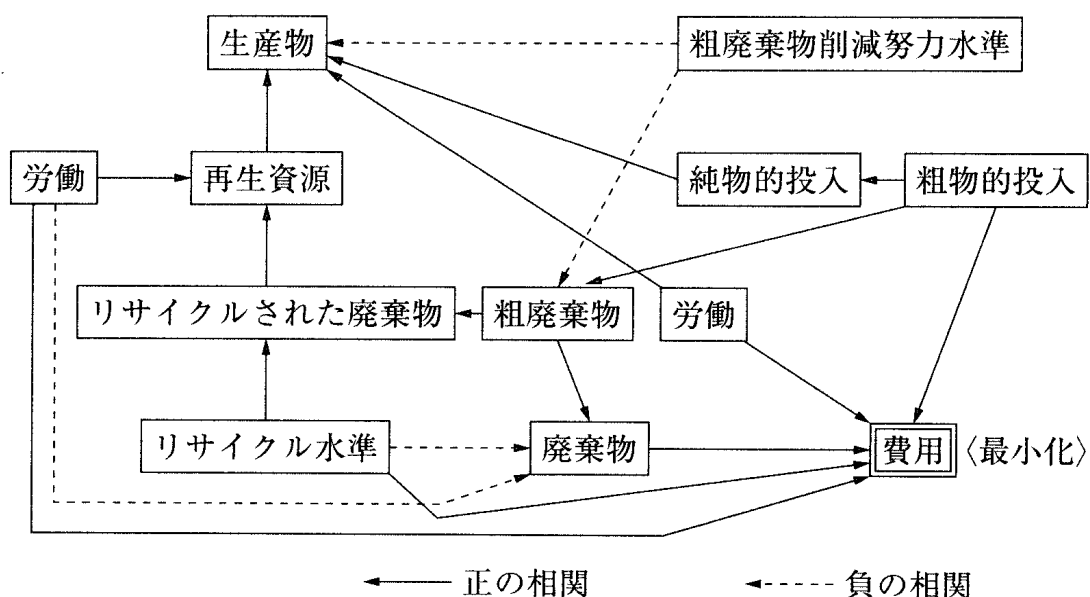 生産物
粗廃棄物削減努力水準
労働
再生資源
純物的投入
粗物的投入
リサイクルされた廃棄物
粗廃棄物
労働
リサイクル水準
廃棄物
費用〈最小化〉
正の相関
負の相関